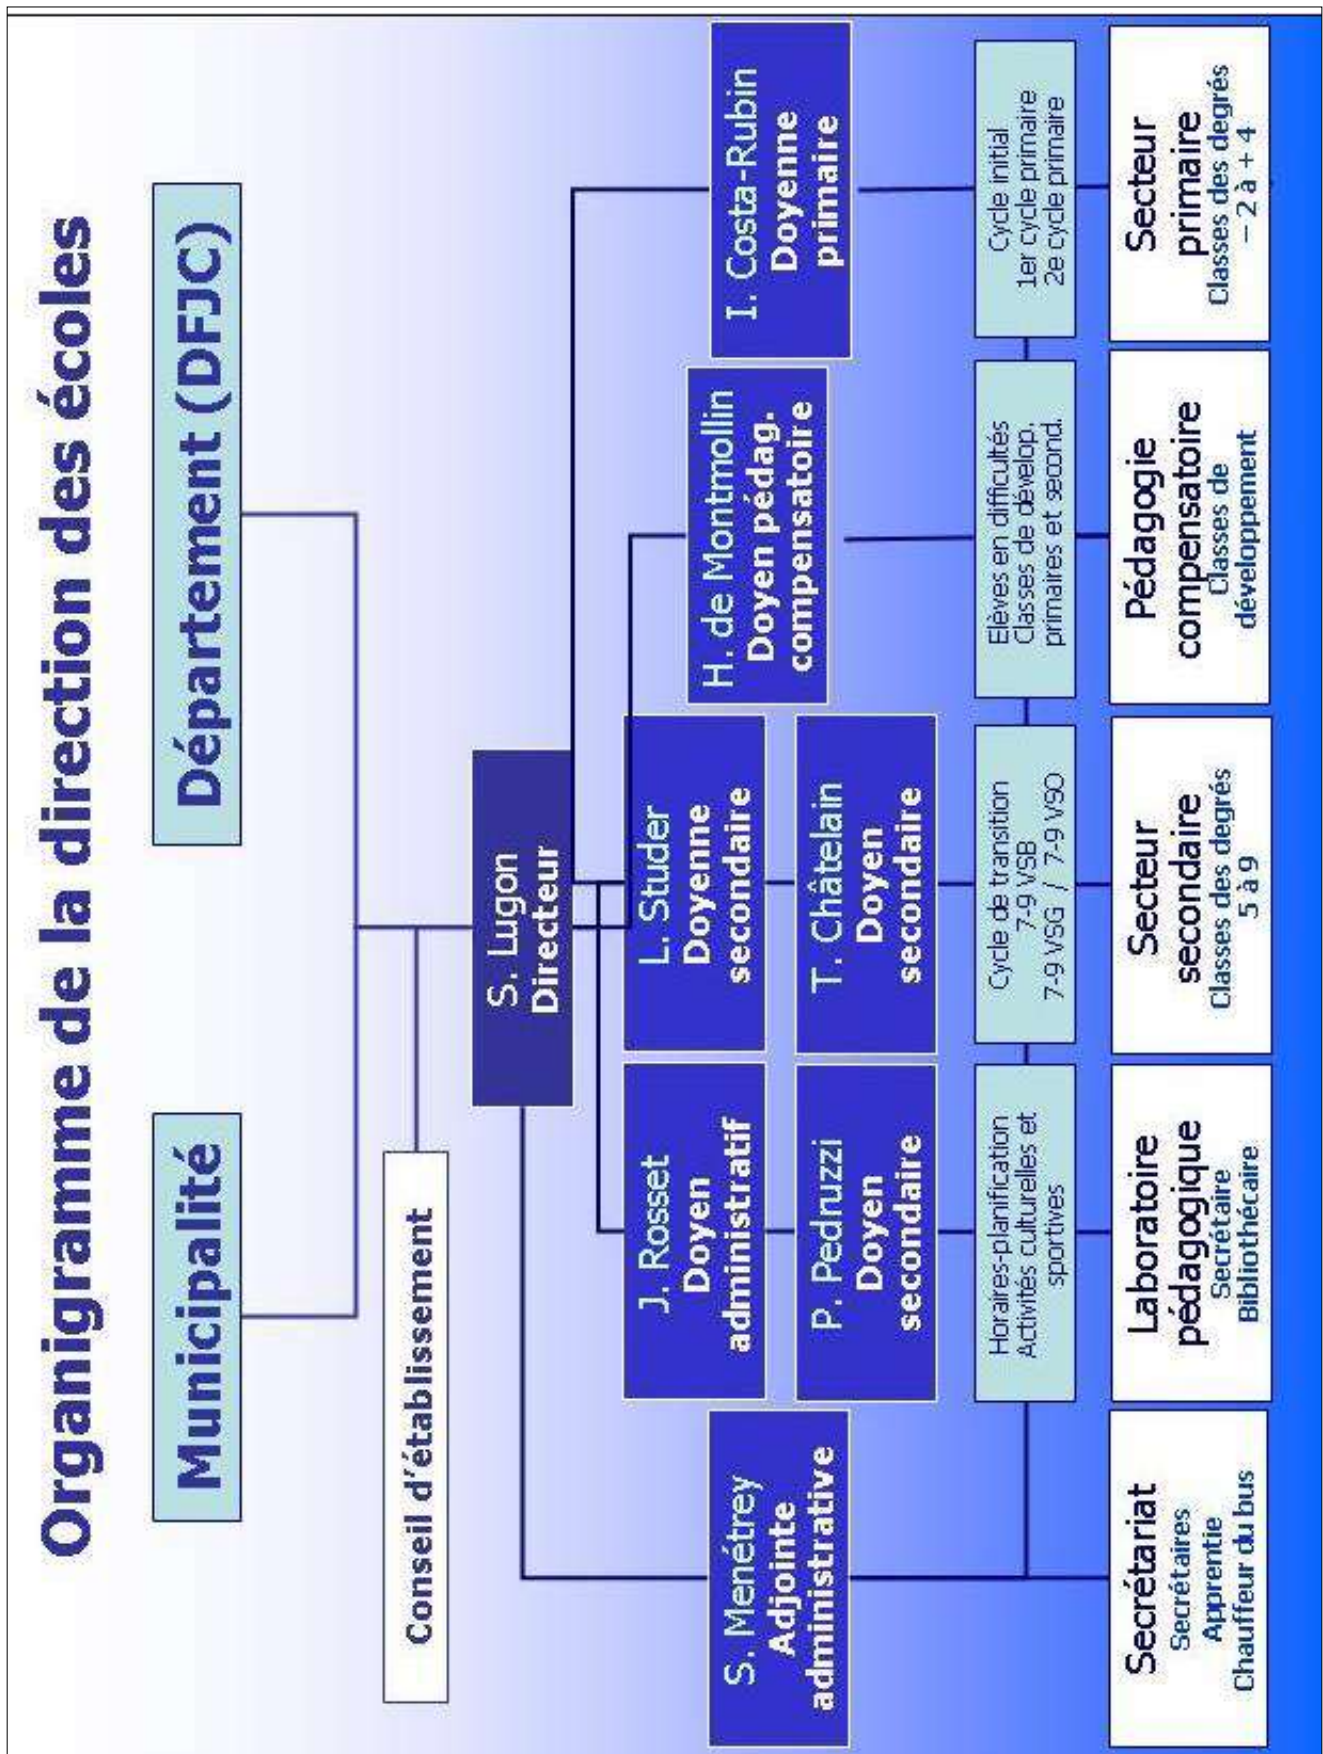 Organigramme de la direction des écoles
Municipalité
Département (DFJC)
Conseil d'établissement
S. Lugon
Directeur
S. Menétrey
Adjointe
administrative
J. Rosset
Doyen
administratif
L. Studer
Doyenne
secondaire
H. de Montmollin
Doyen pédag.
compensatoire
I. Costa-Rubin
Doyenne
primaire
P. Pedruzzi
Doyen
secondaire
T. Châtelain
Doyen
secondaire
Horaires-planification
Activités culturelles et
sportives
Cycle de transition
7-9 VSB
7-9 VSG / 7-9 VSO
Elèves en difficultés
Classes de dévelop.
primaires et second.
Cycle initial
1er cycle primaire
2e cycle primaire
Secrétariat
Secrétaires
Apprentie
Chauffeur du bus
Laboratoire
pédagogique
Secrétaire
Bibliothécaire
Secteur
secondaire
Classes des degrés
5 à 9
Pédagogie
compensatoire
Classes de
développement
Secteur
primaire
Classes des degrés
– 2 à + 4